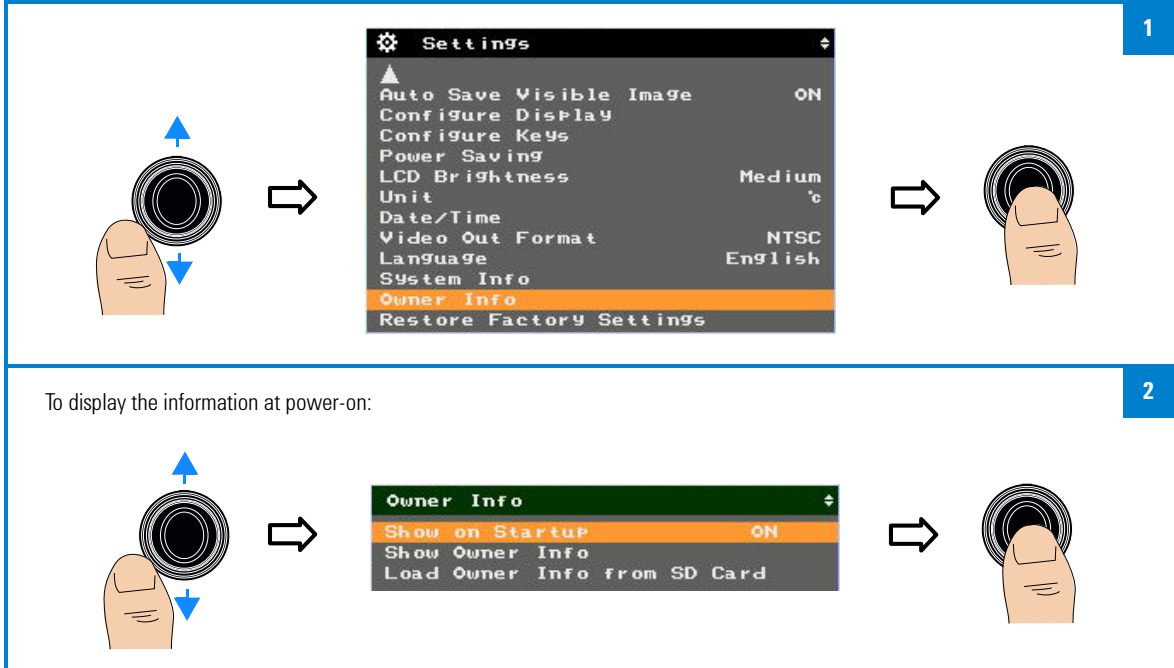 1
Settings
Auto Save Visible Image ON
Configure Display
Configure Keys
Power Saving
LCD Brightness Medium
Unit °c
Date/Time
Video Out Format NTSC
Language English
System Info
Owner Info
Restore Factory Settings
2
To display the information at power-on:
Owner Info
Show on Startup ON
Show Owner Info
Load Owner Info from SD Card